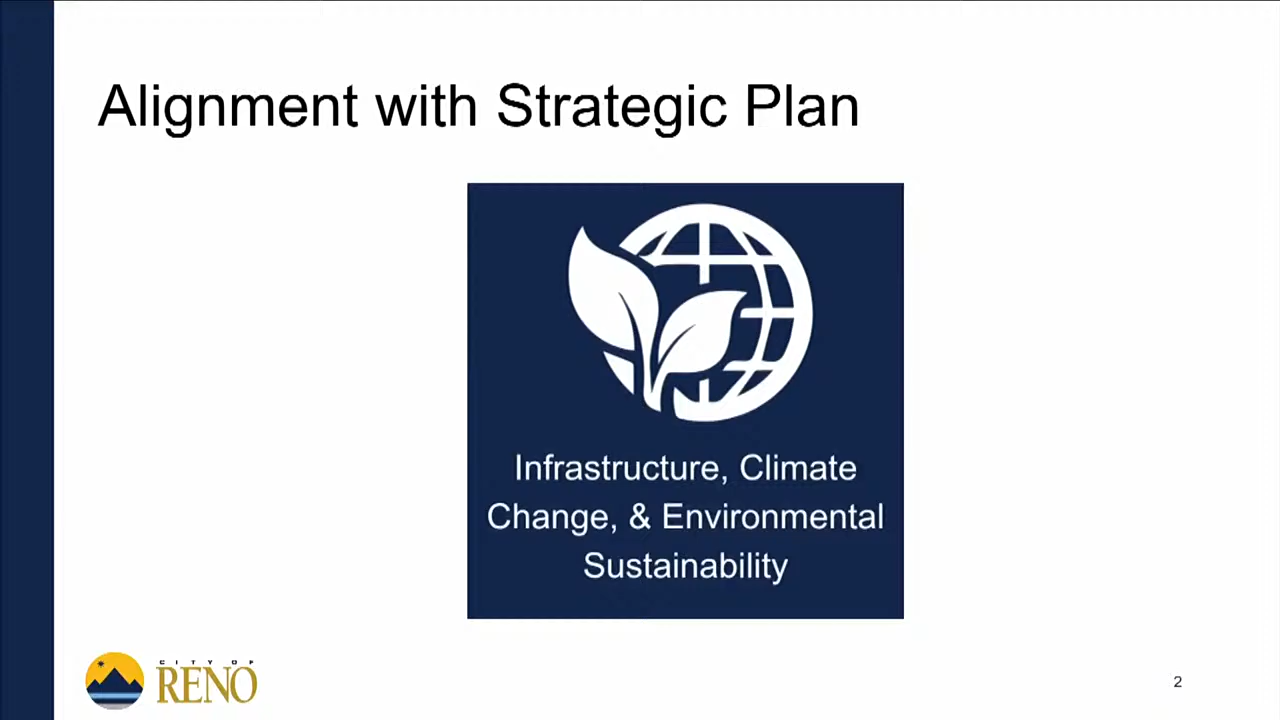 Alignment with Strategic Plan
Infrastructure, Climate
Change, & Environmental
Sustainability
CITY OF
RENO
2